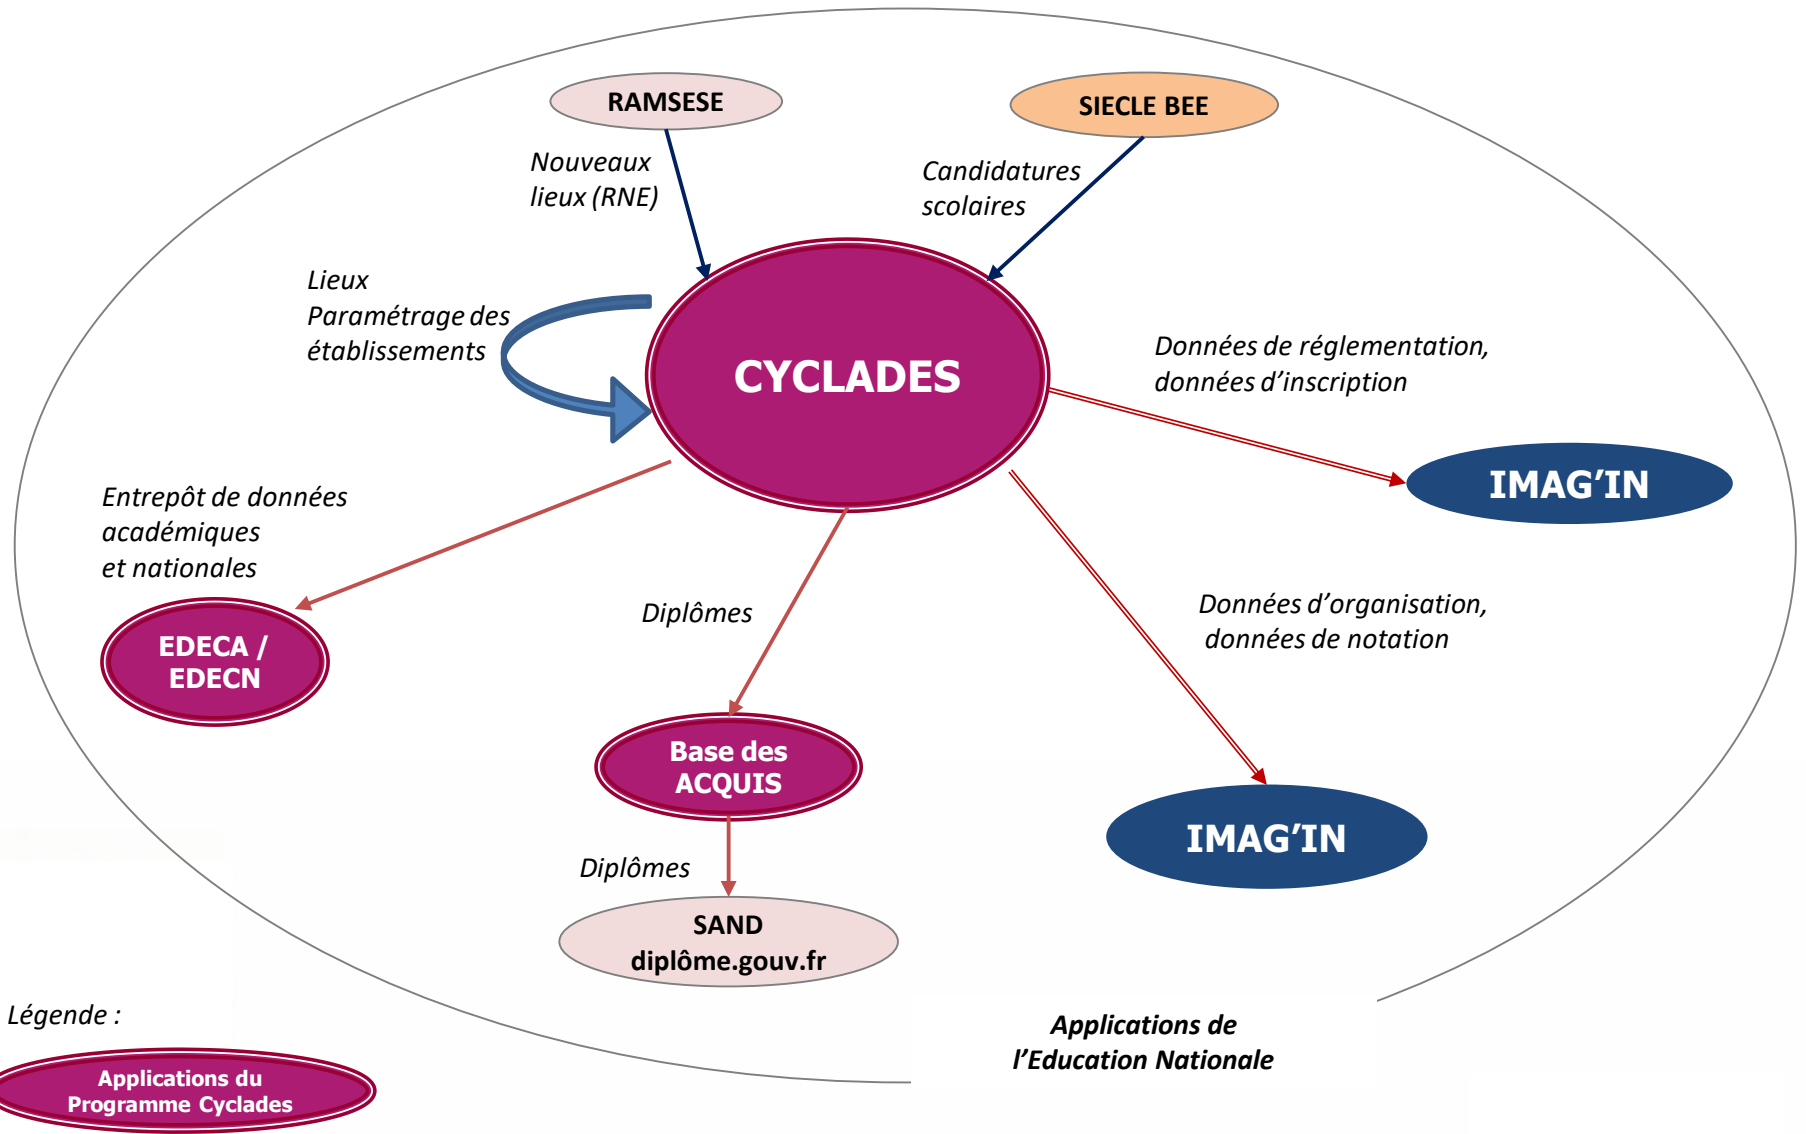 RAMSESE
SIECLE BEE
Nouveaux
lieux (RNE)
Candidatures
scolaires
Lieux
Paramétrage des
établissements
CYCLADES
Données de réglementation,
données d’inscription
IMAG’IN
Entrepôt de données
académiques
et nationales
EDECA /
EDECN
Diplômes
Données d’organisation,
données de notation
Base des
ACQUIS
IMAG’IN
Diplômes
SAND
diplôme.gouv.fr
Légende :
Applications de
l’Education Nationale
Applications du
Programme Cyclades